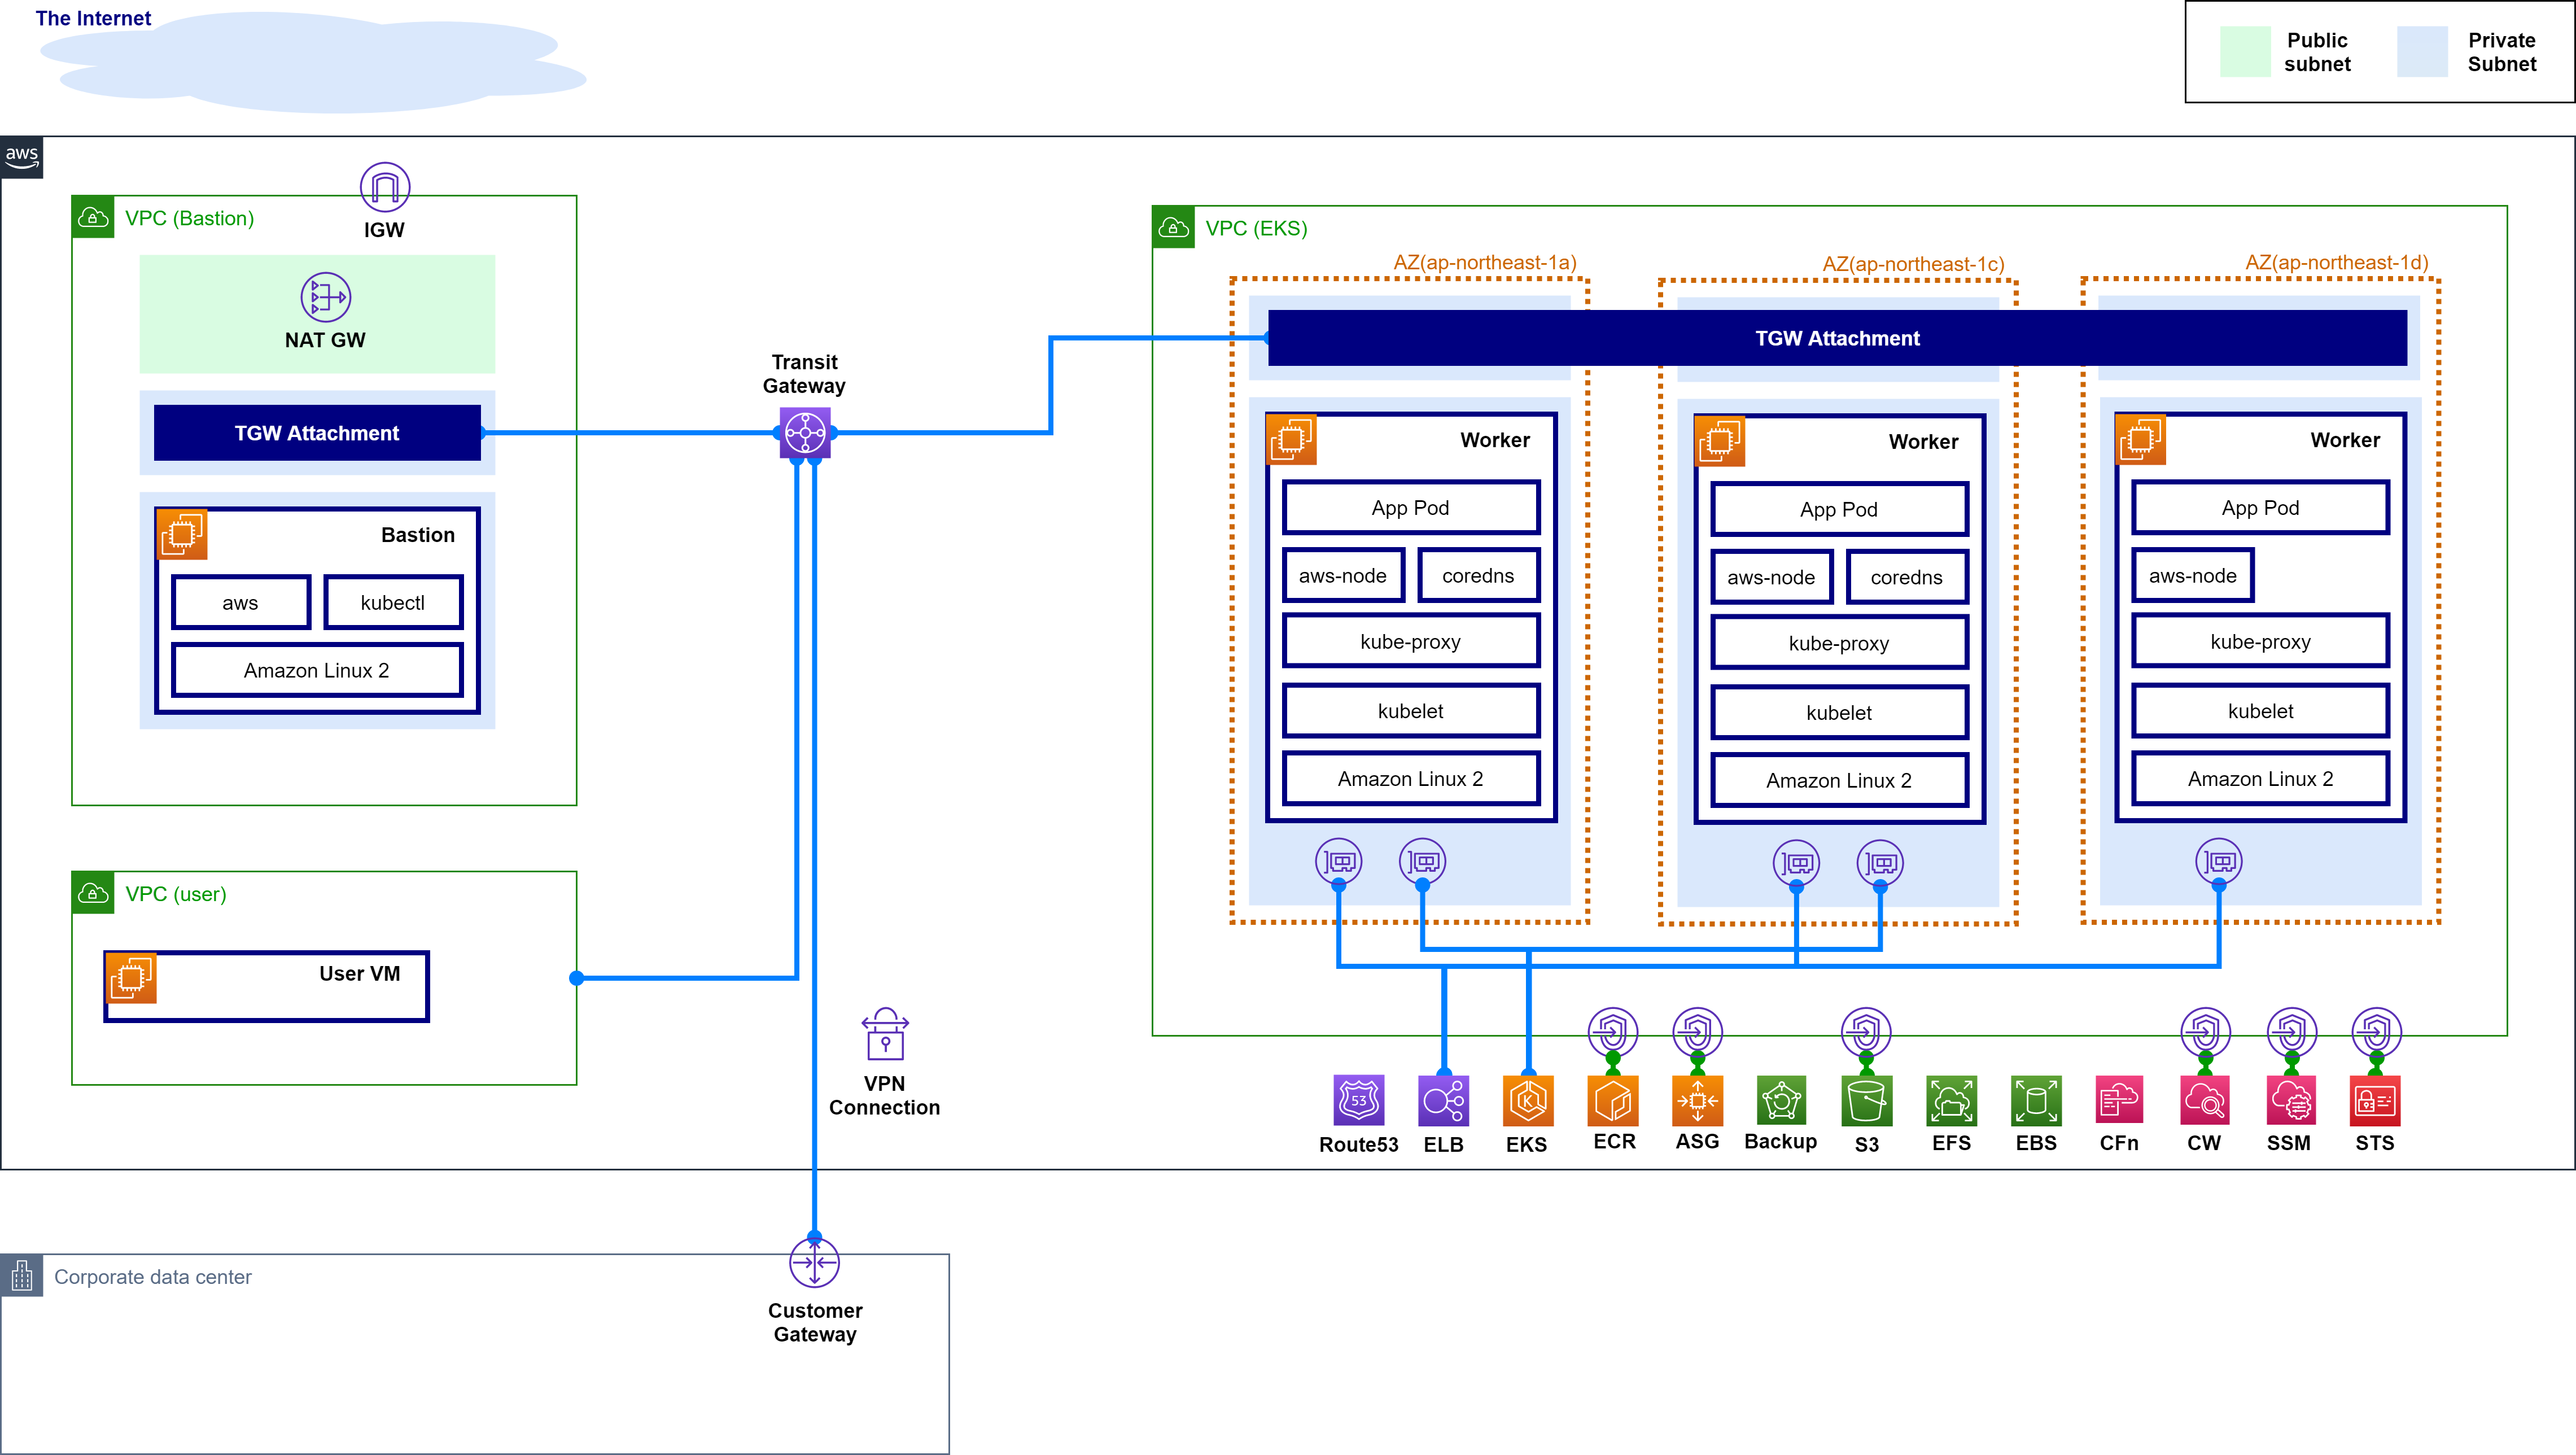 The Internet
Public
subnet
Private
Subnet
aws
IGW
VPC (Bastion)
NAT GW
TGW Attachment
Bastion
aws
kubectl
Amazon Linux 2
Transit
Gateway
VPC (user)
User VM
VPN
Connection
VPC (EKS)
AZ(ap-northeast-1a)
AZ(ap-northeast-1c)
AZ(ap-northeast-1d)
TGW Attachment
Worker
App Pod
aws-node
coredns
kube-proxy
kubelet
Amazon Linux 2
Worker
App Pod
aws-node
coredns
kube-proxy
kubelet
Amazon Linux 2
Worker
App Pod
aws-node
kube-proxy
kubelet
Amazon Linux 2
53
K
Route53
ELB
EKS
ECR
ASG
Backup
S3
EFS
EBS
CFn
CW
SSM
STS
Corporate data center
Customer
Gateway